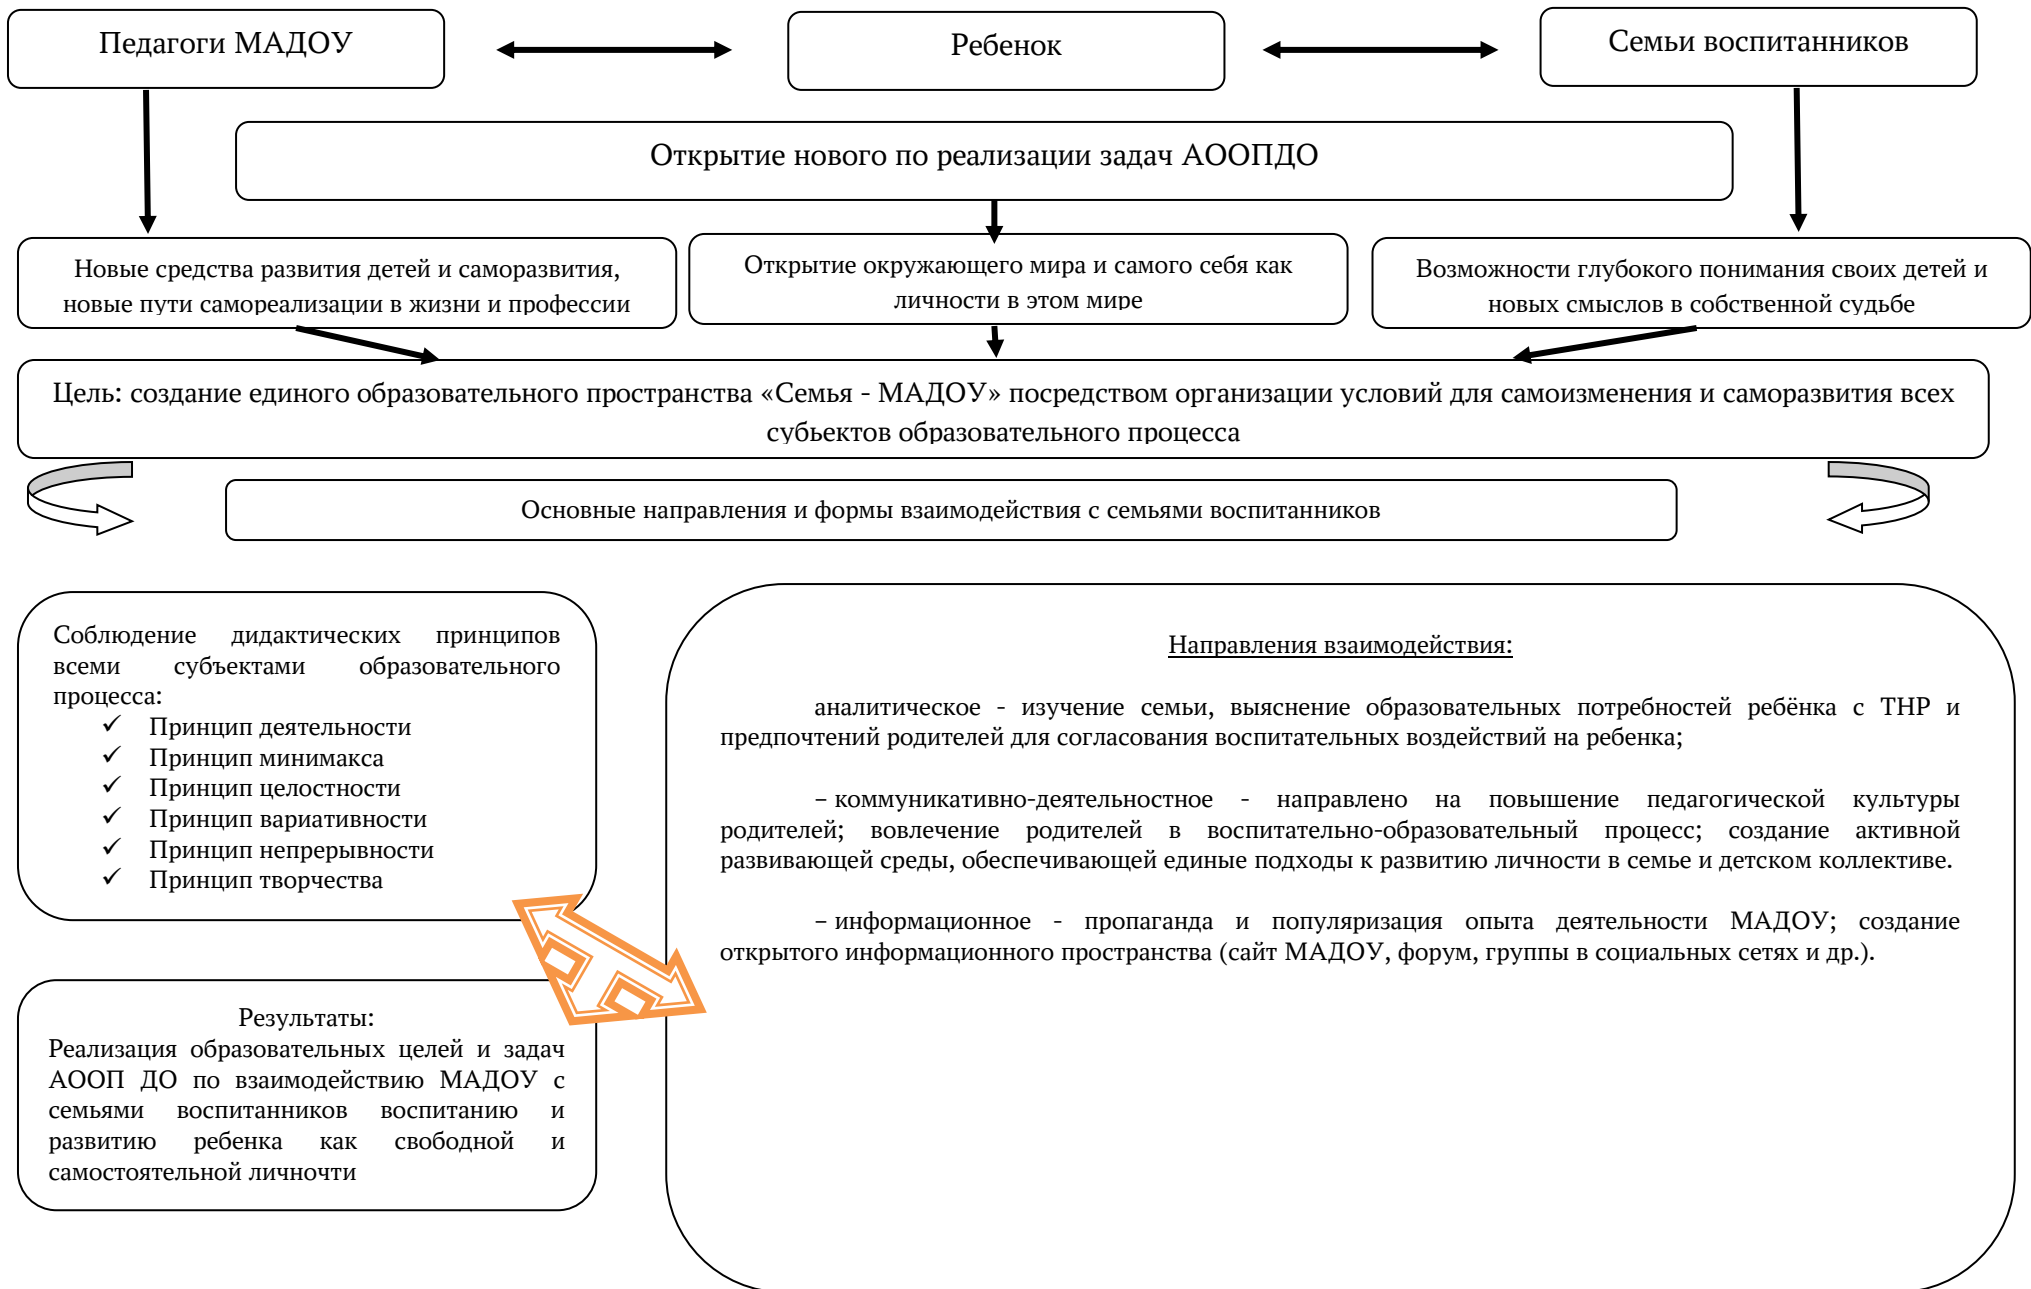 Педагоги МАДОУ
Ребенок
Семьи воспитанников
Открытие нового по реализации задач АООПДО
Новые средства развития детей и саморазвития,
новые пути самореализации в жизни и профессии
Открытие окружающего мира и самого себя как
личности в этом мире
Возможности глубокого понимания своих детей и
новых смыслов в собственной судьбе
Цель: создание единого образовательного пространства «Семья - МАДОУ» посредством организации условий для самоизменения и саморазвития всех
субъектов образовательного процесса
Основные направления и формы взаимодействия с семьями воспитанников
Соблюдение дидактических принципов
всеми субъектами образовательного
процесса:
✓ Принцип деятельности
✓ Принцип минимакса
✓ Принцип целостности
✓ Принцип вариативности
✓ Принцип непрерывности
✓ Принцип творчества
Результаты:
Реализация образовательных целей и задач
АООП ДО по взаимодействию МАДОУ с
семьями воспитанников воспитанию и
развитию ребенка как свободной и
самостоятельной личночти
Направления взаимодействия:
аналитическое - изучение семьи, выяснение образовательных потребностей ребёнка с ТНР и
предпочтений родителей для согласования воспитательных воздействий на ребенка;
– коммуникативно-деятельностное - направлено на повышение педагогической культуры
родителей; вовлечение родителей в воспитательно-образовательный процесс; создание активной
развивающей среды, обеспечивающей единые подходы к развитию личности в семье и детском коллективе.
– информационное - пропаганда и популяризация опыта деятельности МАДОУ; создание
открытого информационного пространства (сайт МАДОУ, форум, группы в социальных сетях и др.).